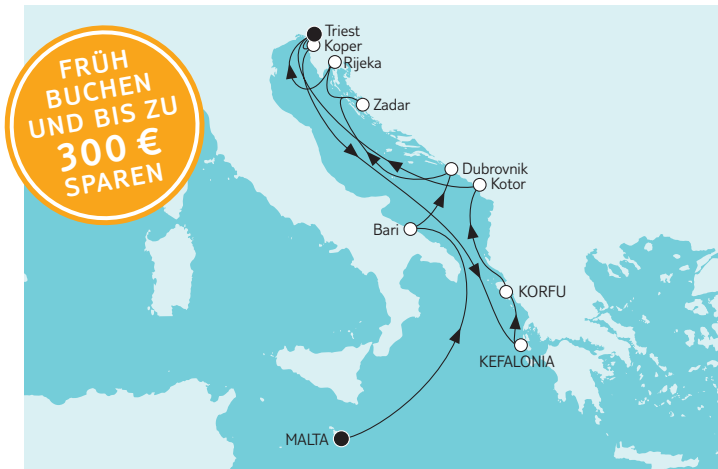 FRÜH
BUCHEN
UND BIS ZU
300 €
SPAREN
Triest
Koper
Rijeka
Zadar
Dubrovnik
Kotor
Bari
KORFU
KEFALONIA
MALTA